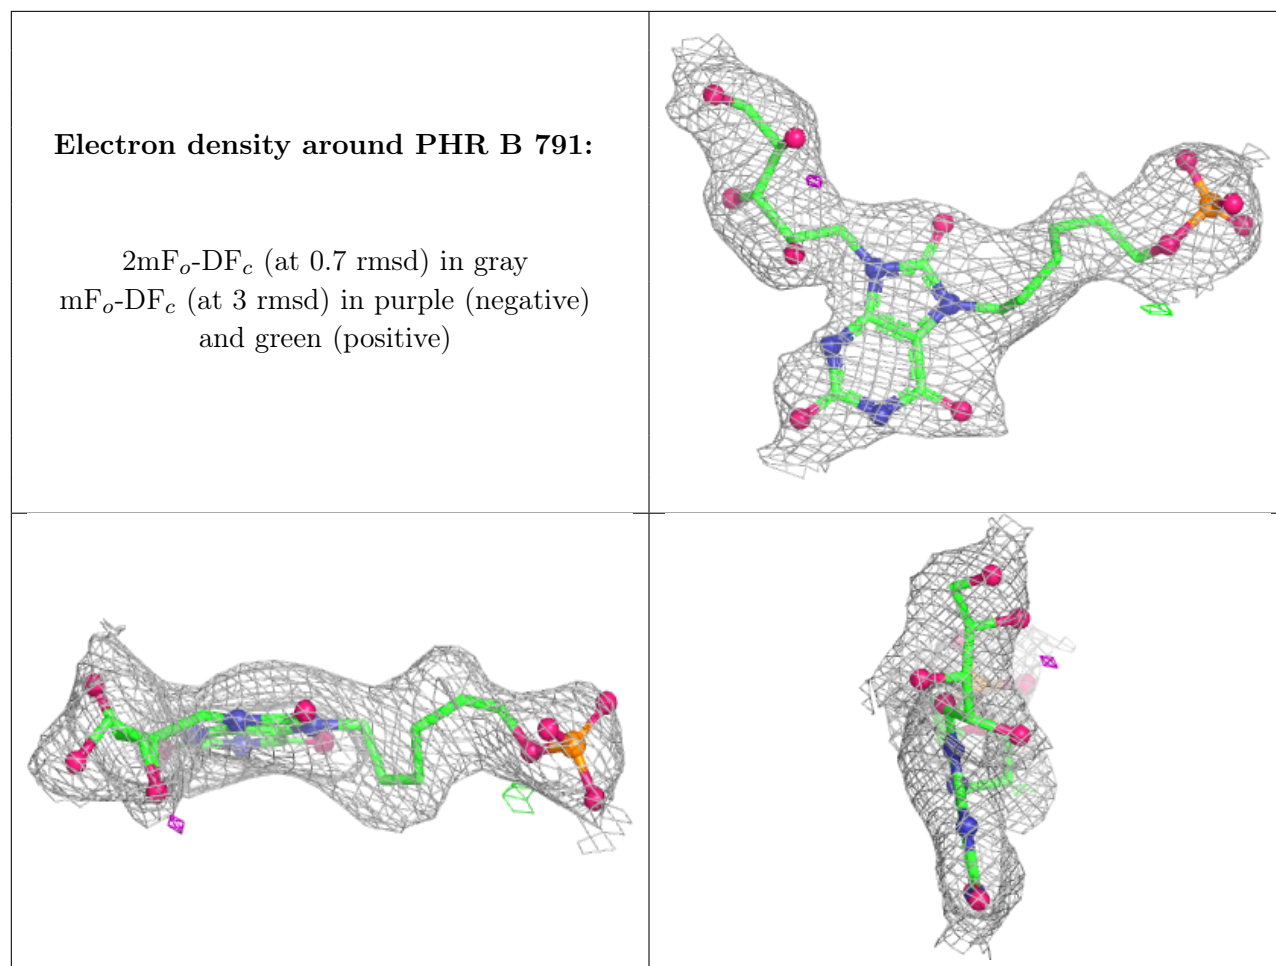 Electron density around PHR B 791:
2mFₒ-DF𝒸 (at 0.7 rmsd) in gray
mFₒ-DF𝒸 (at 3 rmsd) in purple (negative)
and green (positive)